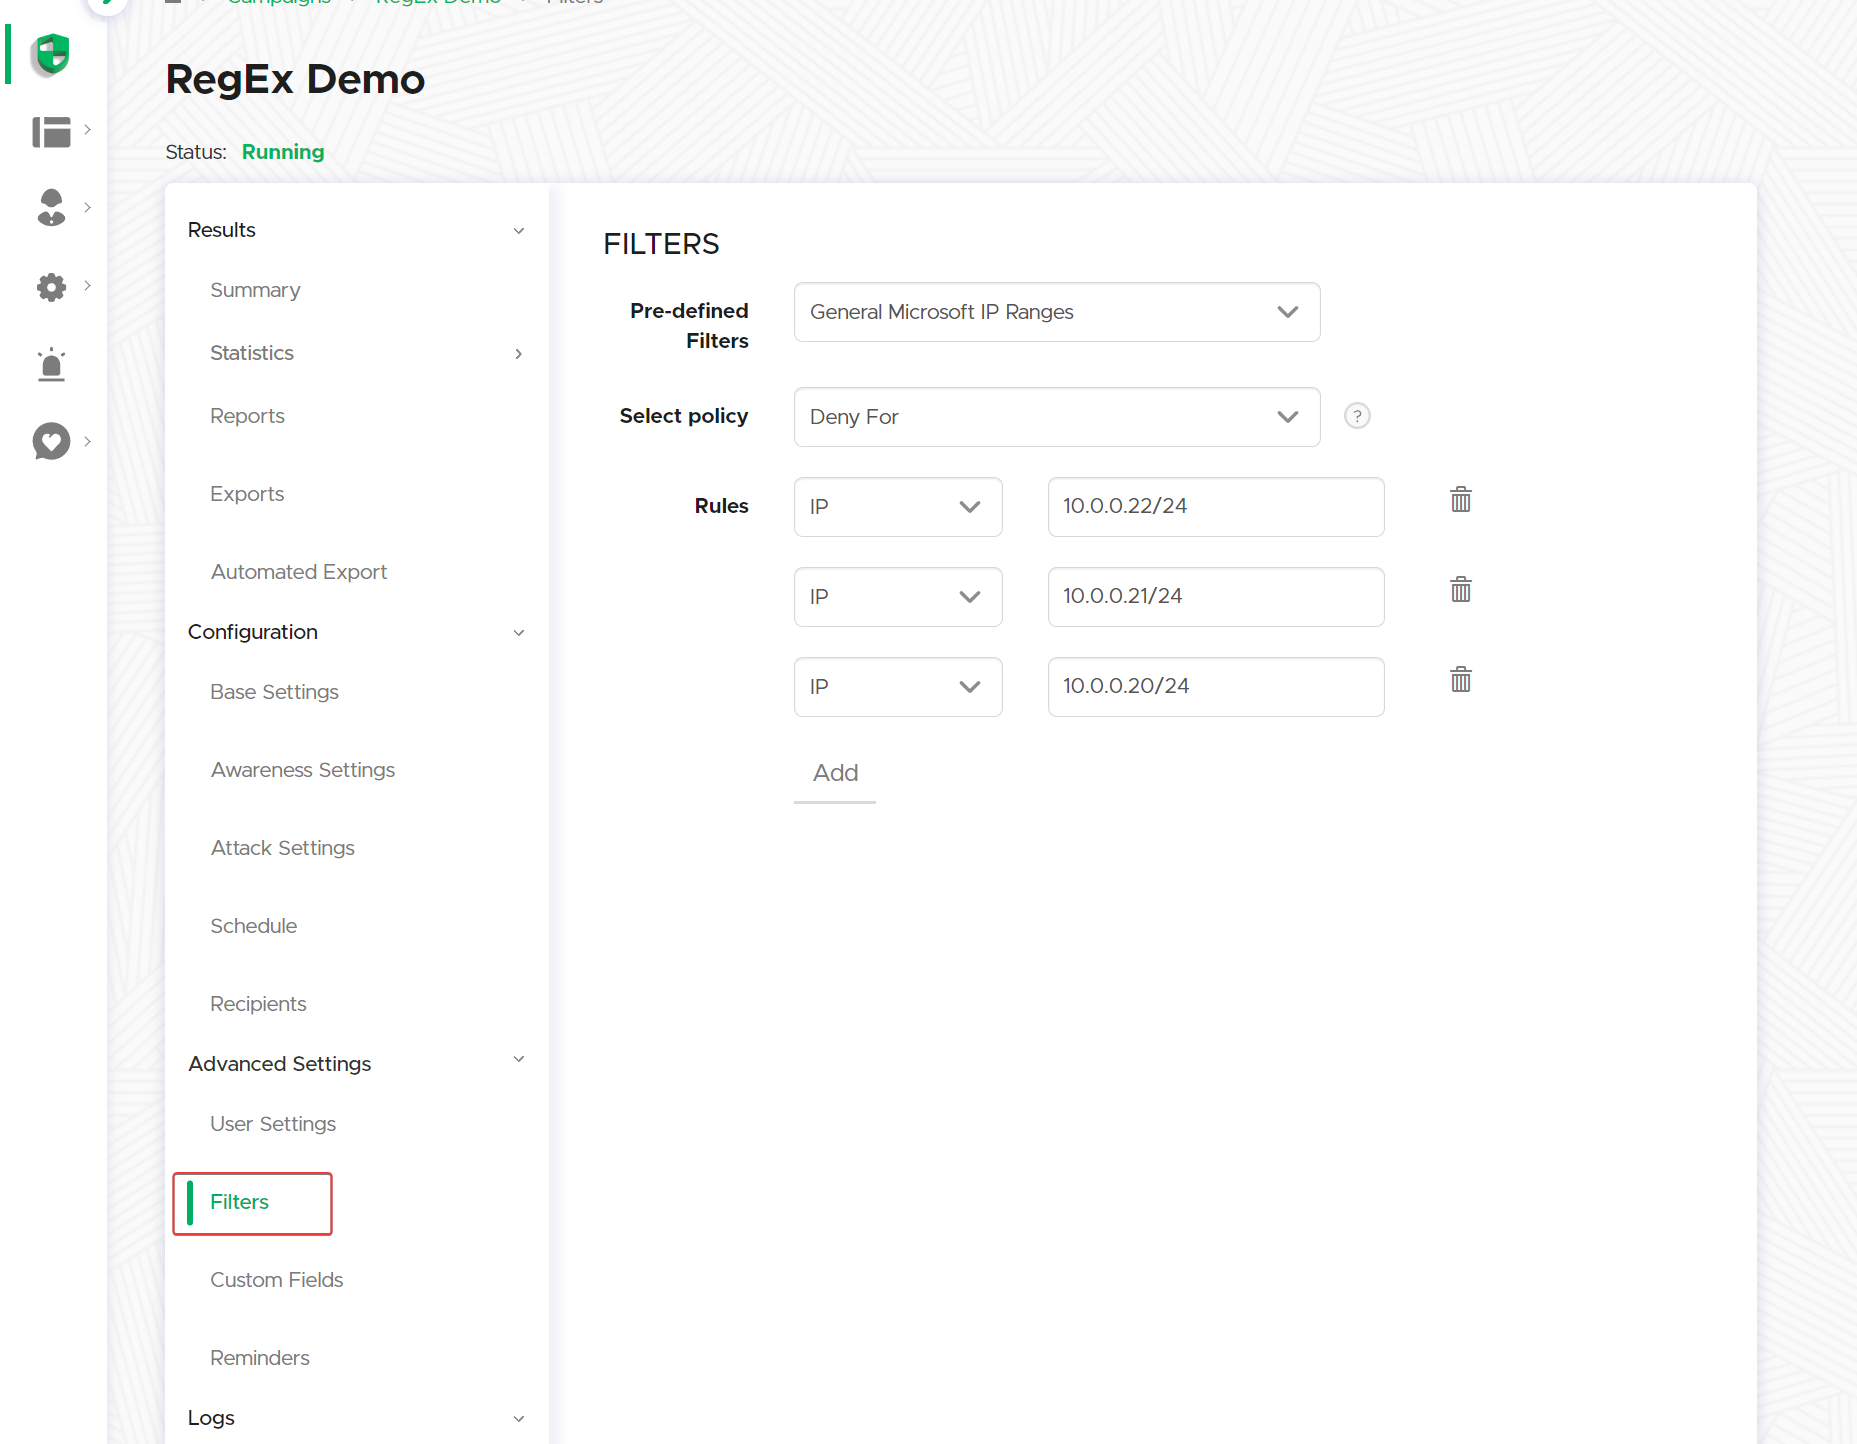 Campaigns RegEx Demo Filters
RegEx Demo
Status: Running
Results
Summary
Statistics
Reports
Exports
Automated Export
Configuration
Base Settings
Awareness Settings
Attack Settings
Schedule
Recipients
Advanced Settings
User Settings
Filters
Custom Fields
Reminders
Logs
FILTERS
Pre-defined
Filters
General Microsoft IP Ranges
Select policy
Deny For
?
Rules
IP
10.0.0.22/24
IP
10.0.0.21/24
IP
10.0.0.20/24
Add